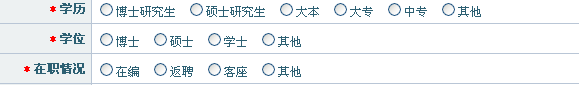 * 学历 博士研究生 硕士研究生 大本 大专 中专 其他
* 学位 博士 硕士 学士 其他
* 在职情况 在编 返聘 客座 其他